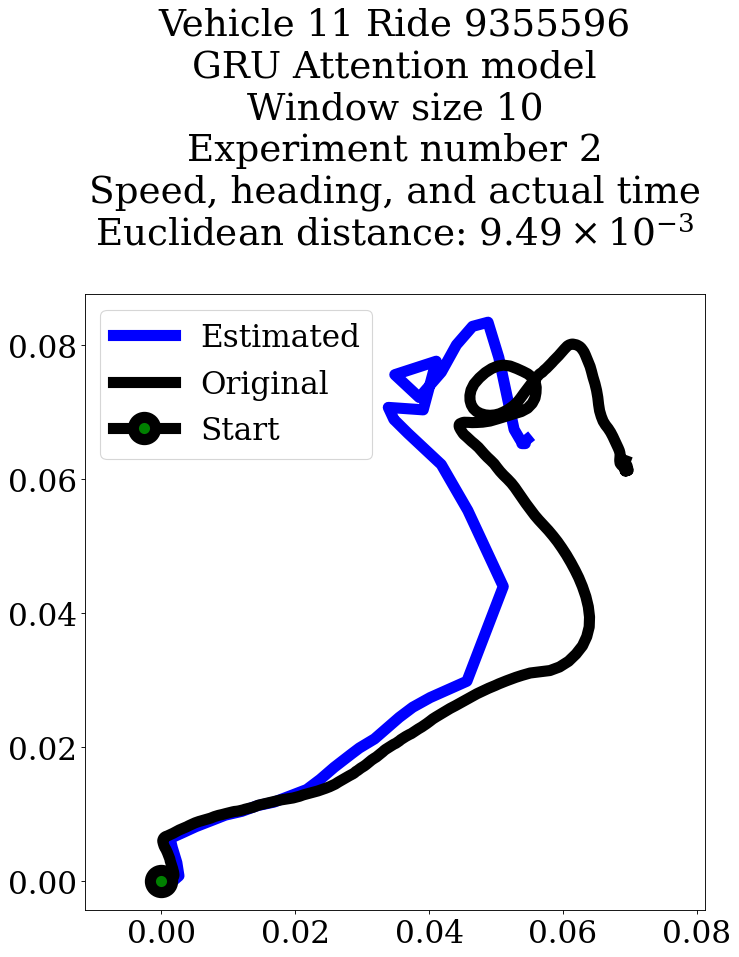 Vehicle 11 Ride 9355596
GRU Attention model
Window size 10
Experiment number 2
Speed, heading, and actual time
Euclidean distance: 9.49 × 10⁻³
Estimated
Original
Start
0.08
0.06
0.04
0.02
0.00
0.00 0.02 0.04 0.06 0.08